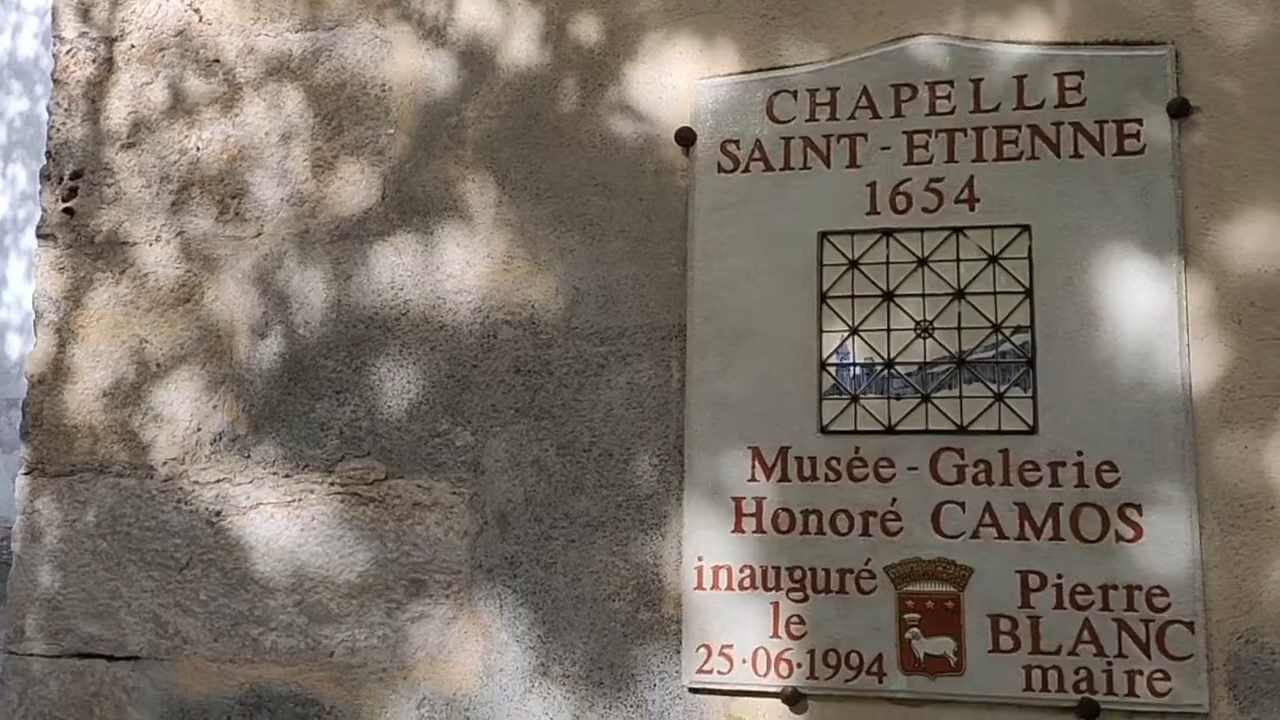 CHAPELLE
SAINT-ETIENNE
1654
Musée-Galerie
Honoré CAMOS
inauguré
le
25·06·1994
Pierre
BLANC
maire